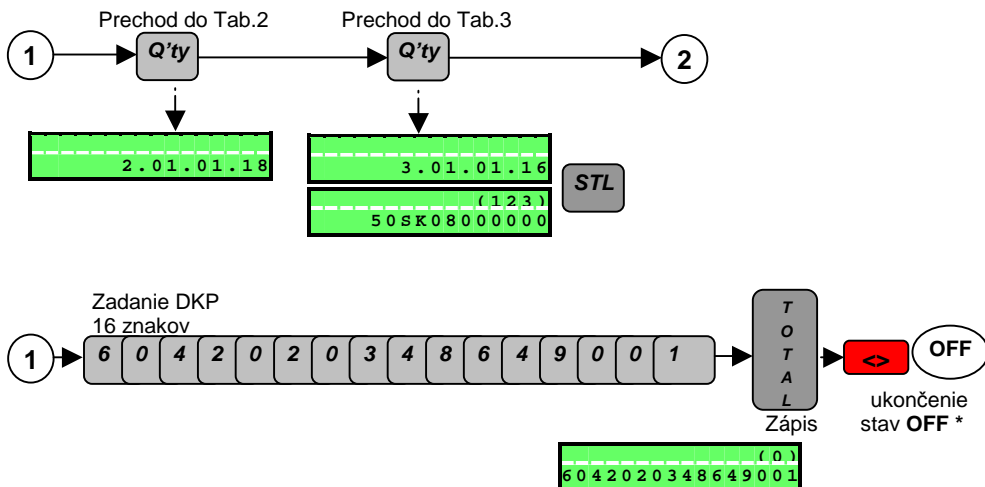 Prechod do Tab.2
Prechod do Tab.3
1
Q'ty
Q'ty
2
2.01.01.18
3.01.01.16
STL
(123)
50SK08000000
Zadanie DKP
16 znakov
1
6 0 4 2 0 2 0 3 4 8 6 4 9 0 0 1
TOTAL
<>
OFF
Zápis
ukončenie
stav OFF *
(0)
6042020348649001